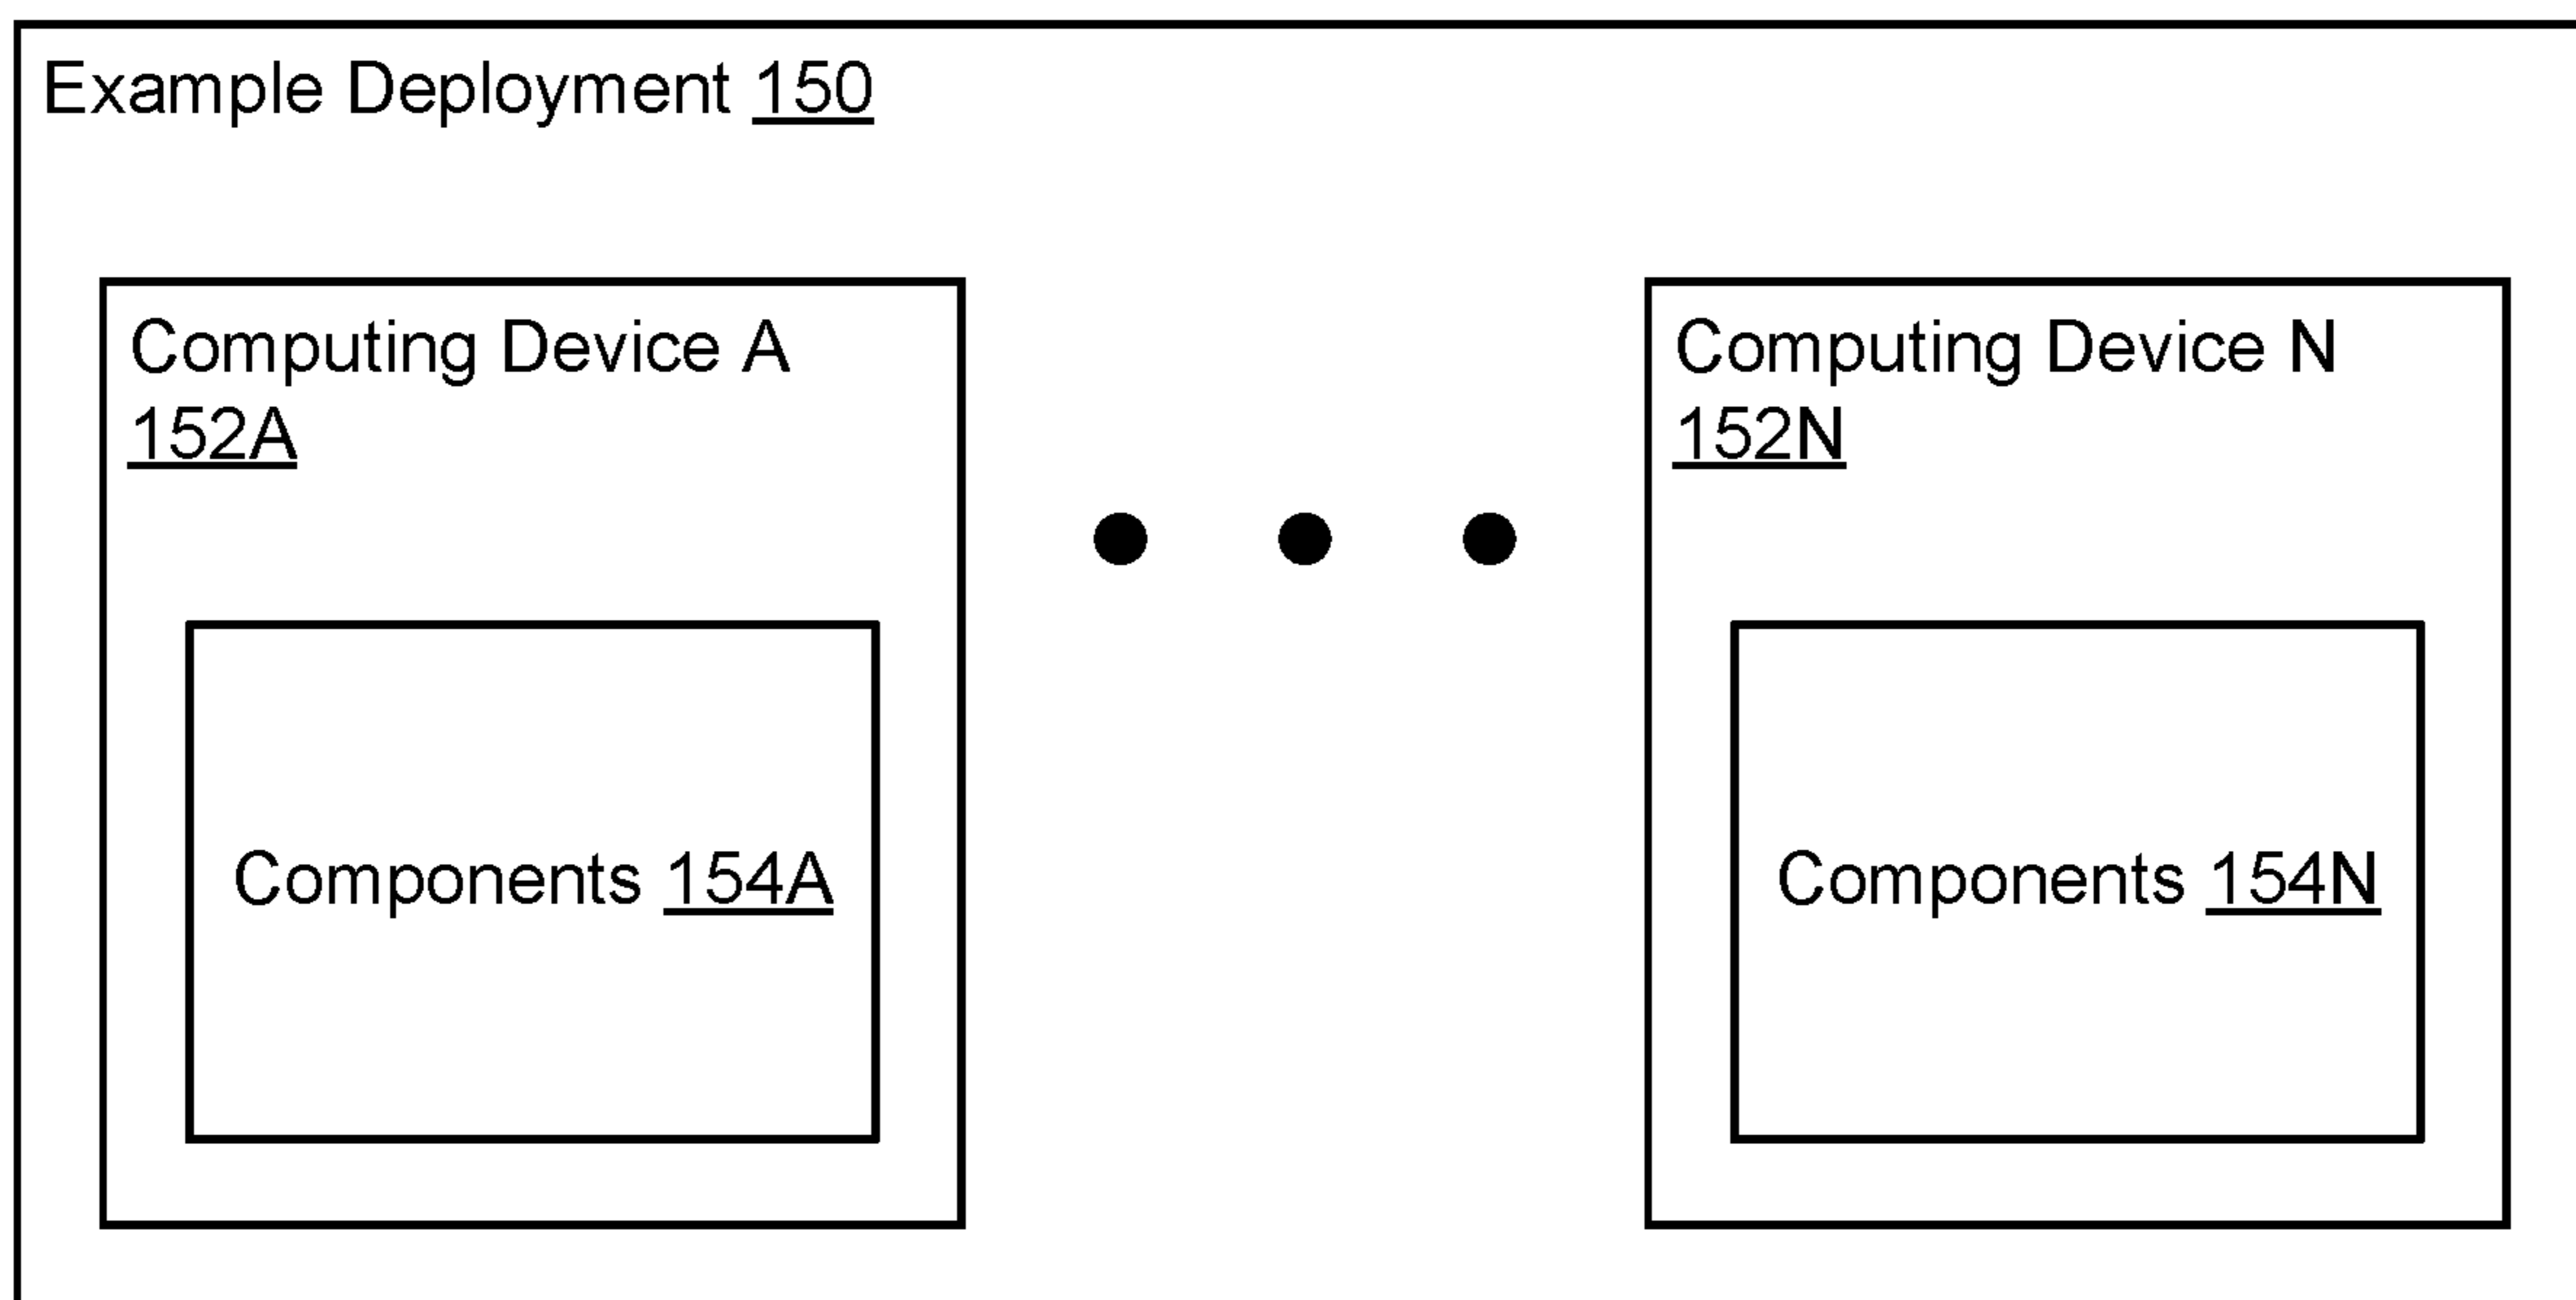 Example Deployment 150
Computing Device A
152A
Components 154A
Computing Device N
152N
Components 154N